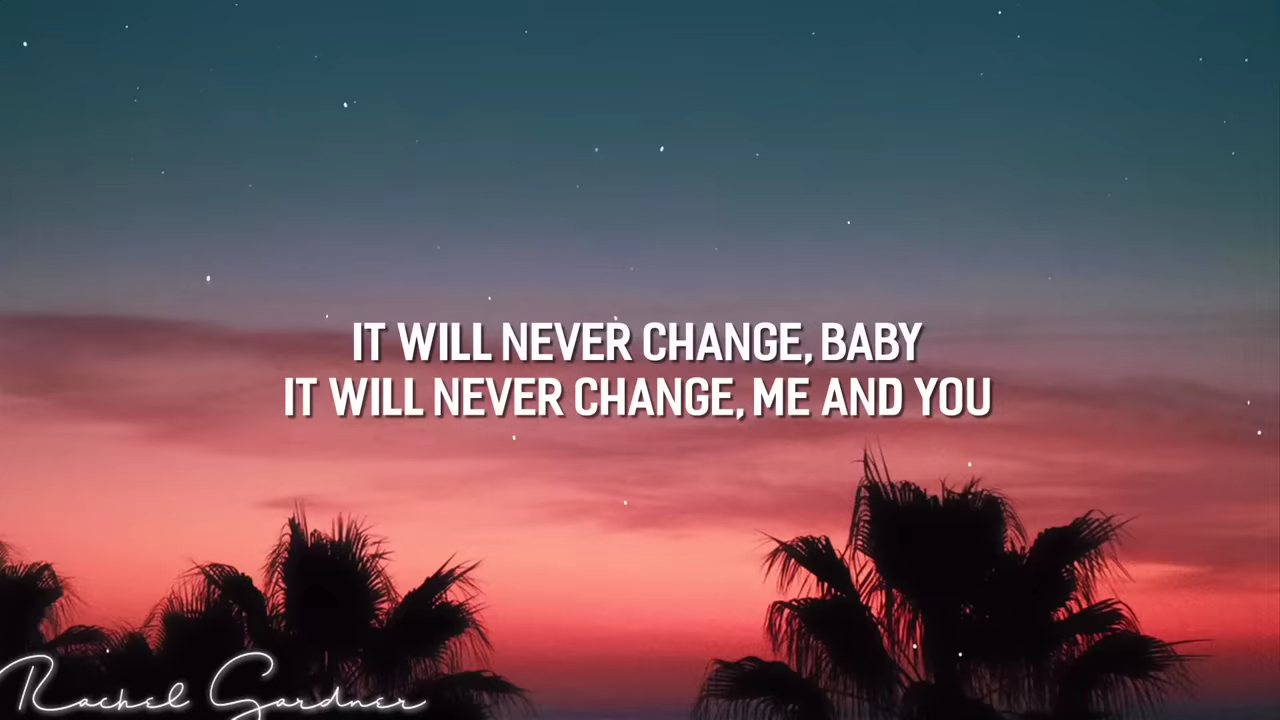 IT WILL NEVER CHANGE, BABY
IT WILL NEVER CHANGE, ME AND YOU
Rachel Gardner